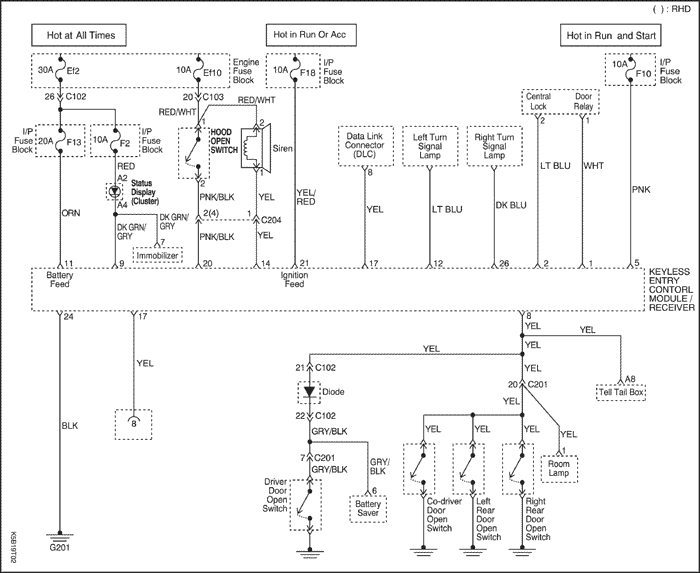 ( ) : RHD
Hot at All Times
Hot in Run Or Acc
Hot in Run and Start
30A
Ef2
10A
Ef10
Engine
Fuse
Block
10A
F18
I/P
Fuse
Block
10A
F10
I/P
Fuse
Block
26
C102
20
C103
RED/WHT
RED/WHT
I/P
Fuse
Block
20A
F13
10A
F2
I/P
Fuse
Block
1
HOOD
OPEN
SWITCH
2
2
Siren
1
Central
Lock
Door
Relay
2
1
Data Link
Connector
(DLC)
8
Left Turn
Signal
Lamp
Right Turn
Signal
Lamp
RED
A2
Status
Display
(Cluster)
A4
ORN
DK GRN/
GRY
DK GRN/
GRY
7
Immobilizer
PNK/BLK
2(4)
PNK/BLK
YEL
1
C204
YEL
YEL/
RED
YEL
LT BLU
DK BLU
LT BLU
WHT
PNK
11
9
20
14
21
17
12
26
2
1
5
Battery
Feed
Ignition
Feed
KEYLESS
ENTRY
CONTORL
MODULE /
RECEIVER
24
17
8
YEL
YEL
YEL
YEL
YEL
8
BLK
G201
21
C102
Diode
22
C102
GRY/BLK
7
C201
GRY/BLK
GRY/
BLK
6
Battery
Saver
Driver
Door
Open
Switch
20
C201
YEL
A8
Tell Tail Box
YEL
YEL
YEL
YEL
1
Room
Lamp
Co-driver
Door
Open
Switch
Left
Rear
Door
Open
Switch
Right
Rear
Door
Open
Switch
K5B19T02